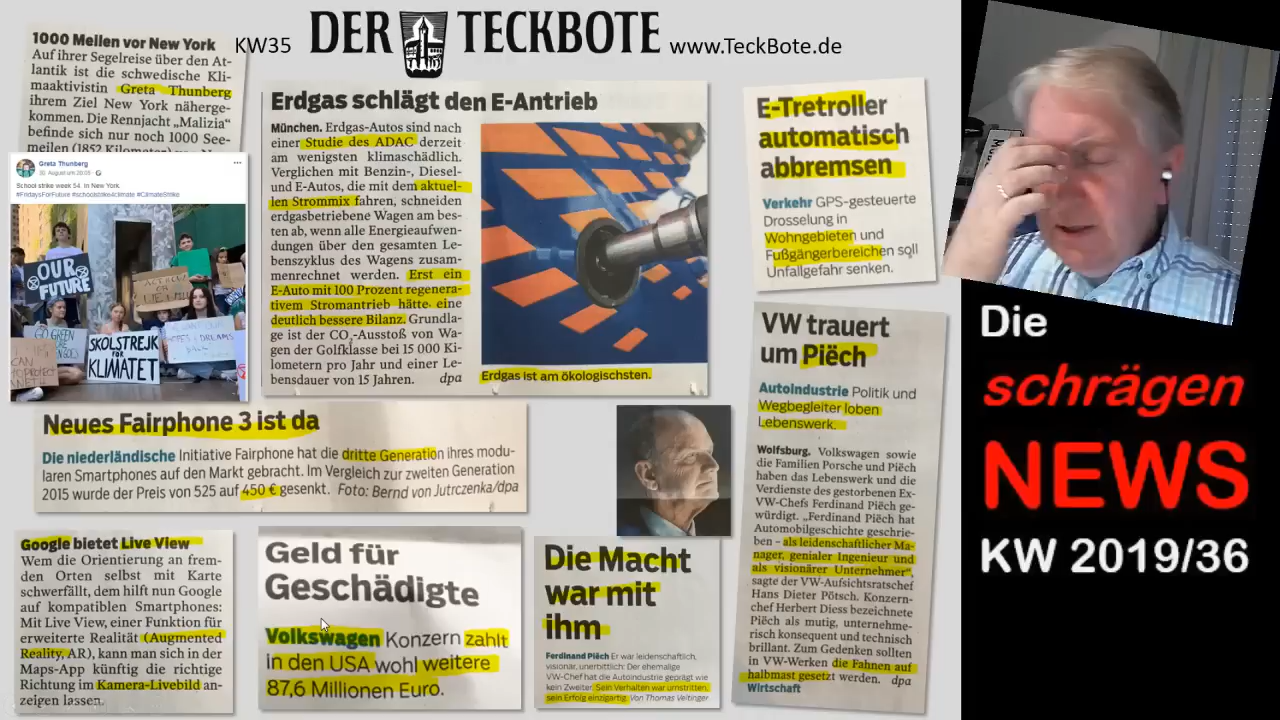 1000 Meilen vor New York
Auf ihrer Segelreise über den At-
lantik ist die schwedische Kli-
maaktivistin Greta Thunberg
ihrem Ziel New York näherge-
kommen. Die Rennjacht „Malizia"
befinde sich nur noch 1000 See-
meilen (1852 Kilometer)
KW35
DER TECKBOTE
www.TeckBote.de
Greta Thunberg
School strike week 54. In New York.
#FridaysForFuture #schoolstrike4climate #ClimateStrike
OUR
FUTURE
SKOLSTREJK
FÖR
KLIMATET
Erdgas schlägt den E-Antrieb
München. Erdgas-Autos sind nach
einer Studie des ADAC derzeit
am wenigsten klimaschädlich.
Verglichen mit Benzin-, Diesel-
und E-Autos, die mit dem aktuel-
len Strommix fahren, schneiden
erdgasbetriebene Wagen am bes-
ten ab, wenn alle Energieaufwen-
dungen über den gesamten Le-
benszyklus des Wagens zusam-
mengerechnet werden. Erst ein
E-Auto mit 100 Prozent regenera-
tivem Stromantrieb hätte eine
deutlich bessere Bilanz. Grundla-
ge ist der CO₂-Ausstoß von Wa-
gen der Golfklasse bei 15 000 Ki-
lometern pro Jahr und einer Le-
bensdauer von 15 Jahren. dpa
Erdgas ist am ökologischsten.
E-Tretroller
automatisch
abbremsen
Verkehr GPS-gesteuerte
Drosselung in
Wohngebieten und
Fußgängerbereichen soll
Unfallgefahr senken.
VW trauert
um Piëch
Autoindustrie Politik und
Wegbegleiter loben
Lebenswerk.
Wolfsburg. Volkswagen sowie
die Familien Porsche und Piëch
haben das Lebenswerk und die
Verdienste des gestorbenen Ex-
VW-Chefs Ferdinand Piëch ge-
würdigt. „Ferdinand Piëch hat
Automobilgeschichte geschrie-
ben – als leidenschaftlicher Ma-
nager, genialer Ingenieur und
als visionärer Unternehmer",
sagte der VW-Aufsichtsratschef
Hans Dieter Pötsch. Konzern-
chef Herbert Diess bezeichnete
Piëch als mutig, unternehme-
risch konsequent und technisch
brillant. Zum Gedenken sollten
in VW-Werken die Fahnen auf
halbmast gesetzt werden. dpa
Wirtschaft
Neues Fairphone 3 ist da
Die niederländische Initiative Fairphone hat die dritte Generation ihres modu-
laren Smartphones auf den Markt gebracht. Im Vergleich zur zweiten Generation
2015 wurde der Preis von 525 auf 450 € gesenkt. Foto: Bernd von Jutrczenka/dpa
Google bietet Live View
Wem die Orientierung an frem-
den Orten selbst mit Karte
schwerfällt, dem hilft nun Google
auf kompatiblen Smartphones:
Mit Live View, einer Funktion für
erweiterte Realität (Augmented
Reality, AR), kann man sich in der
Maps-App künftig die richtige
Richtung im Kamera-Livebild an-
zeigen lassen.
Geld für
Geschädigte
Volkswagen Konzern zahlt
in den USA wohl weitere
87,6 Millionen Euro.
Die Macht
war mit
ihm
Ferdinand Piëch Er war leidenschaftlich,
visionär, unerbittlich: Der ehemalige
VW-Chef hat die Autoindustrie geprägt wie
kein Zweiter. Sein Verhalten war umstritten,
sein Erfolg einzigartig. Von Thomas Veitinger
Die
schrägen
NEWS
KW 2019/36